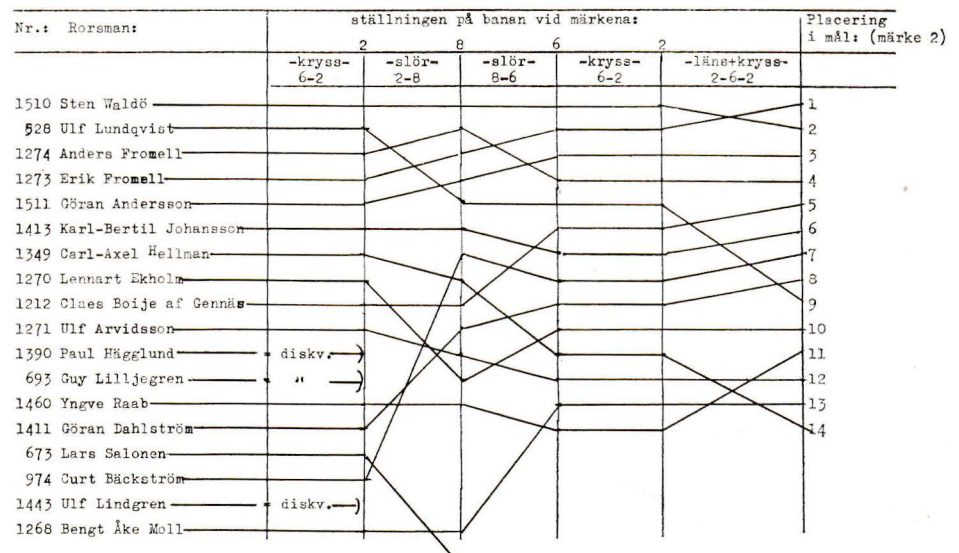 Nr.: Rorsman: ställningen på banan vid märkena: Placering
i mål: (märke 2)
2 8 6 2
-kryss- -slör- -slör- -kryss- -läns+kryss-
6-2 2-8 8-6 6-2 2-6-2
1510 Sten Waldö 1
528 Ulf Lundqvist 2
1274 Anders Fromell 3
1273 Erik Fromell 4
1511 Göran Andersson 5
1413 Karl-Bertil Johansson 6
1349 Carl-Axel Hellman 7
1270 Lennart Ekholm 8
1212 Claes Boije af Gennäs 9
1271 Ulf Arvidsson 10
1390 Paul Hägglund = diskv. ) 11
693 Guy Lilljegren = " ) 12
1460 Yngve Raab 13
1411 Göran Dahlström 14
673 Lars Salonen
974 Curt Bäckström
1443 Ulf Lindgren = diskv. )
1268 Bengt Åke Moll